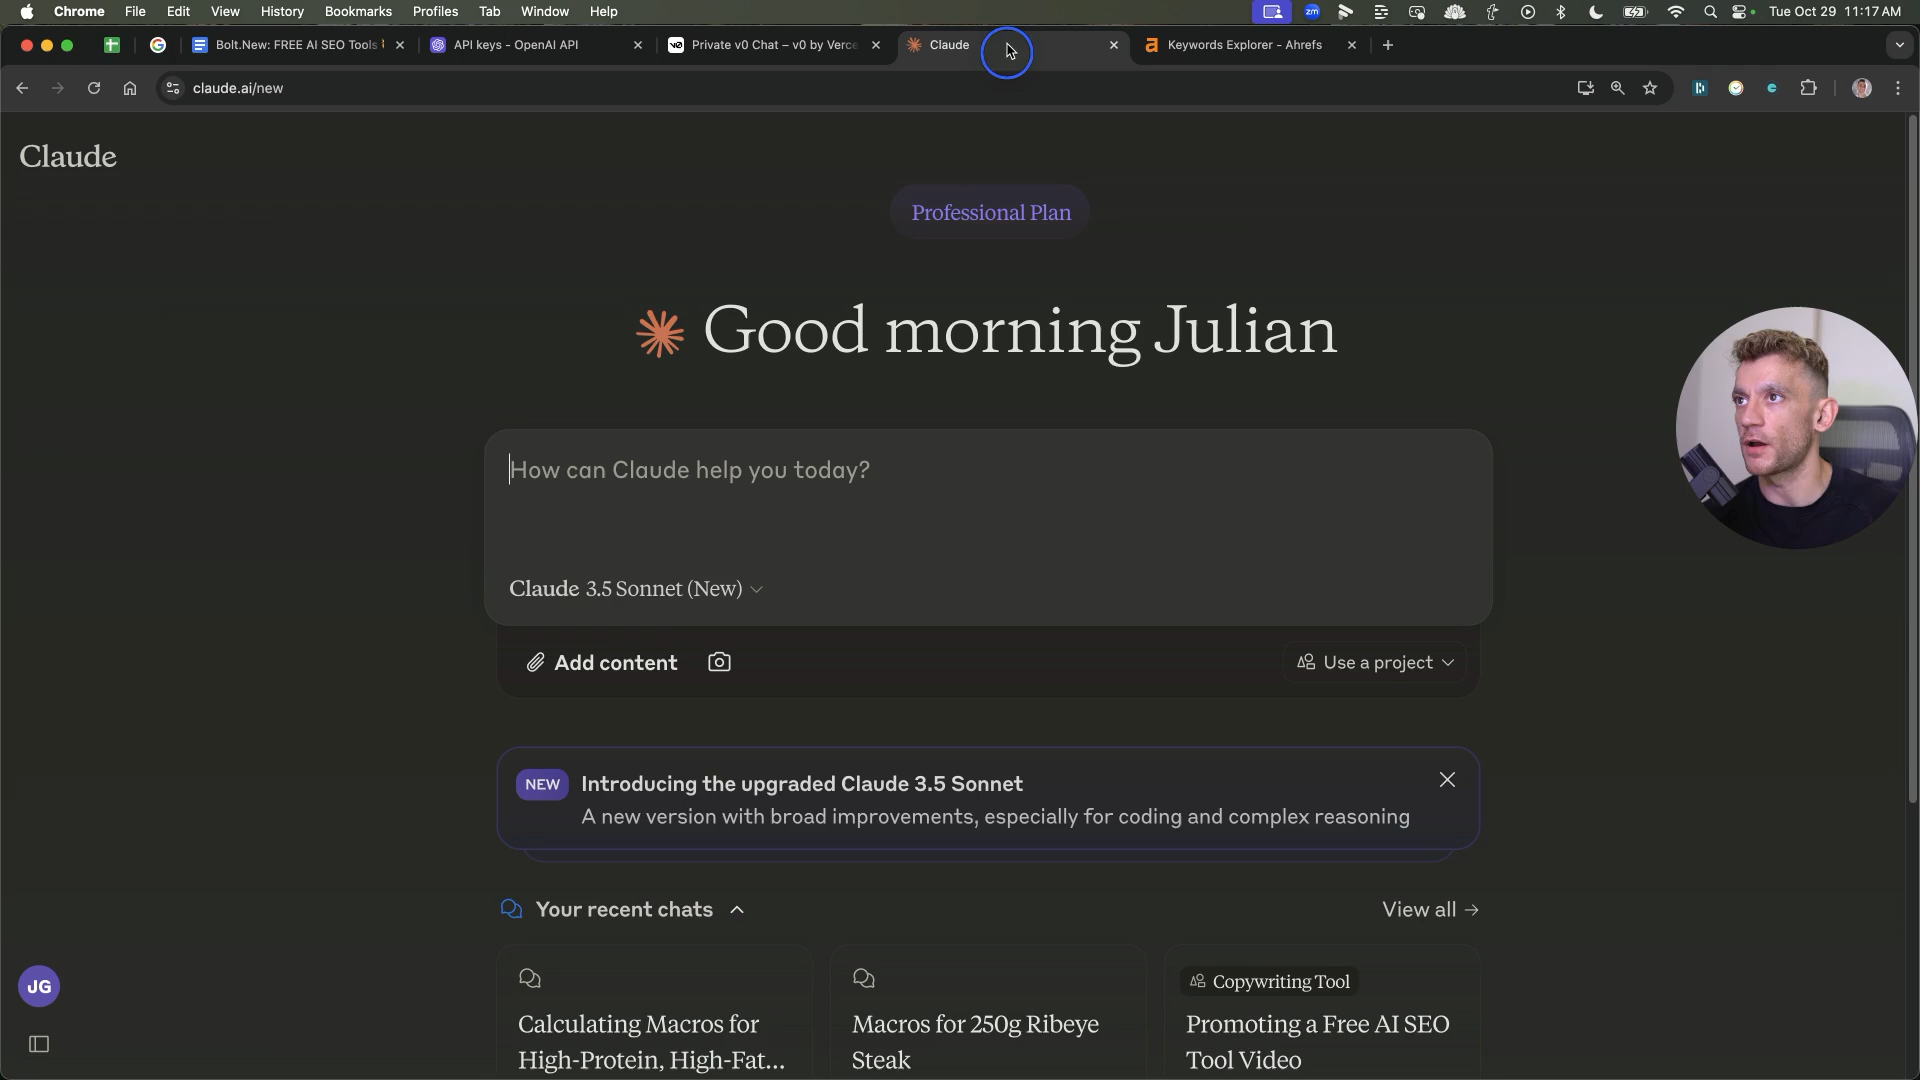 Chrome File Edit View History Bookmarks Profiles Tab Window Help
zm
Tue Oct 29 11:17 AM
Bolt.New: FREE AI SEO Tools
API keys - OpenAI API
Private v0 Chat – v0 by Verce
Claude
Keywords Explorer - Ahrefs
claude.ai/new
Claude
Professional Plan
Good morning Julian
How can Claude help you today?
Claude 3.5 Sonnet (New)
Add content
Use a project
NEW
Introducing the upgraded Claude 3.5 Sonnet
A new version with broad improvements, especially for coding and complex reasoning
Your recent chats
View all →
Copywriting Tool
Calculating Macros for
High-Protein, High-Fat...
Macros for 250g Ribeye
Steak
Promoting a Free AI SEO
Tool Video
JG